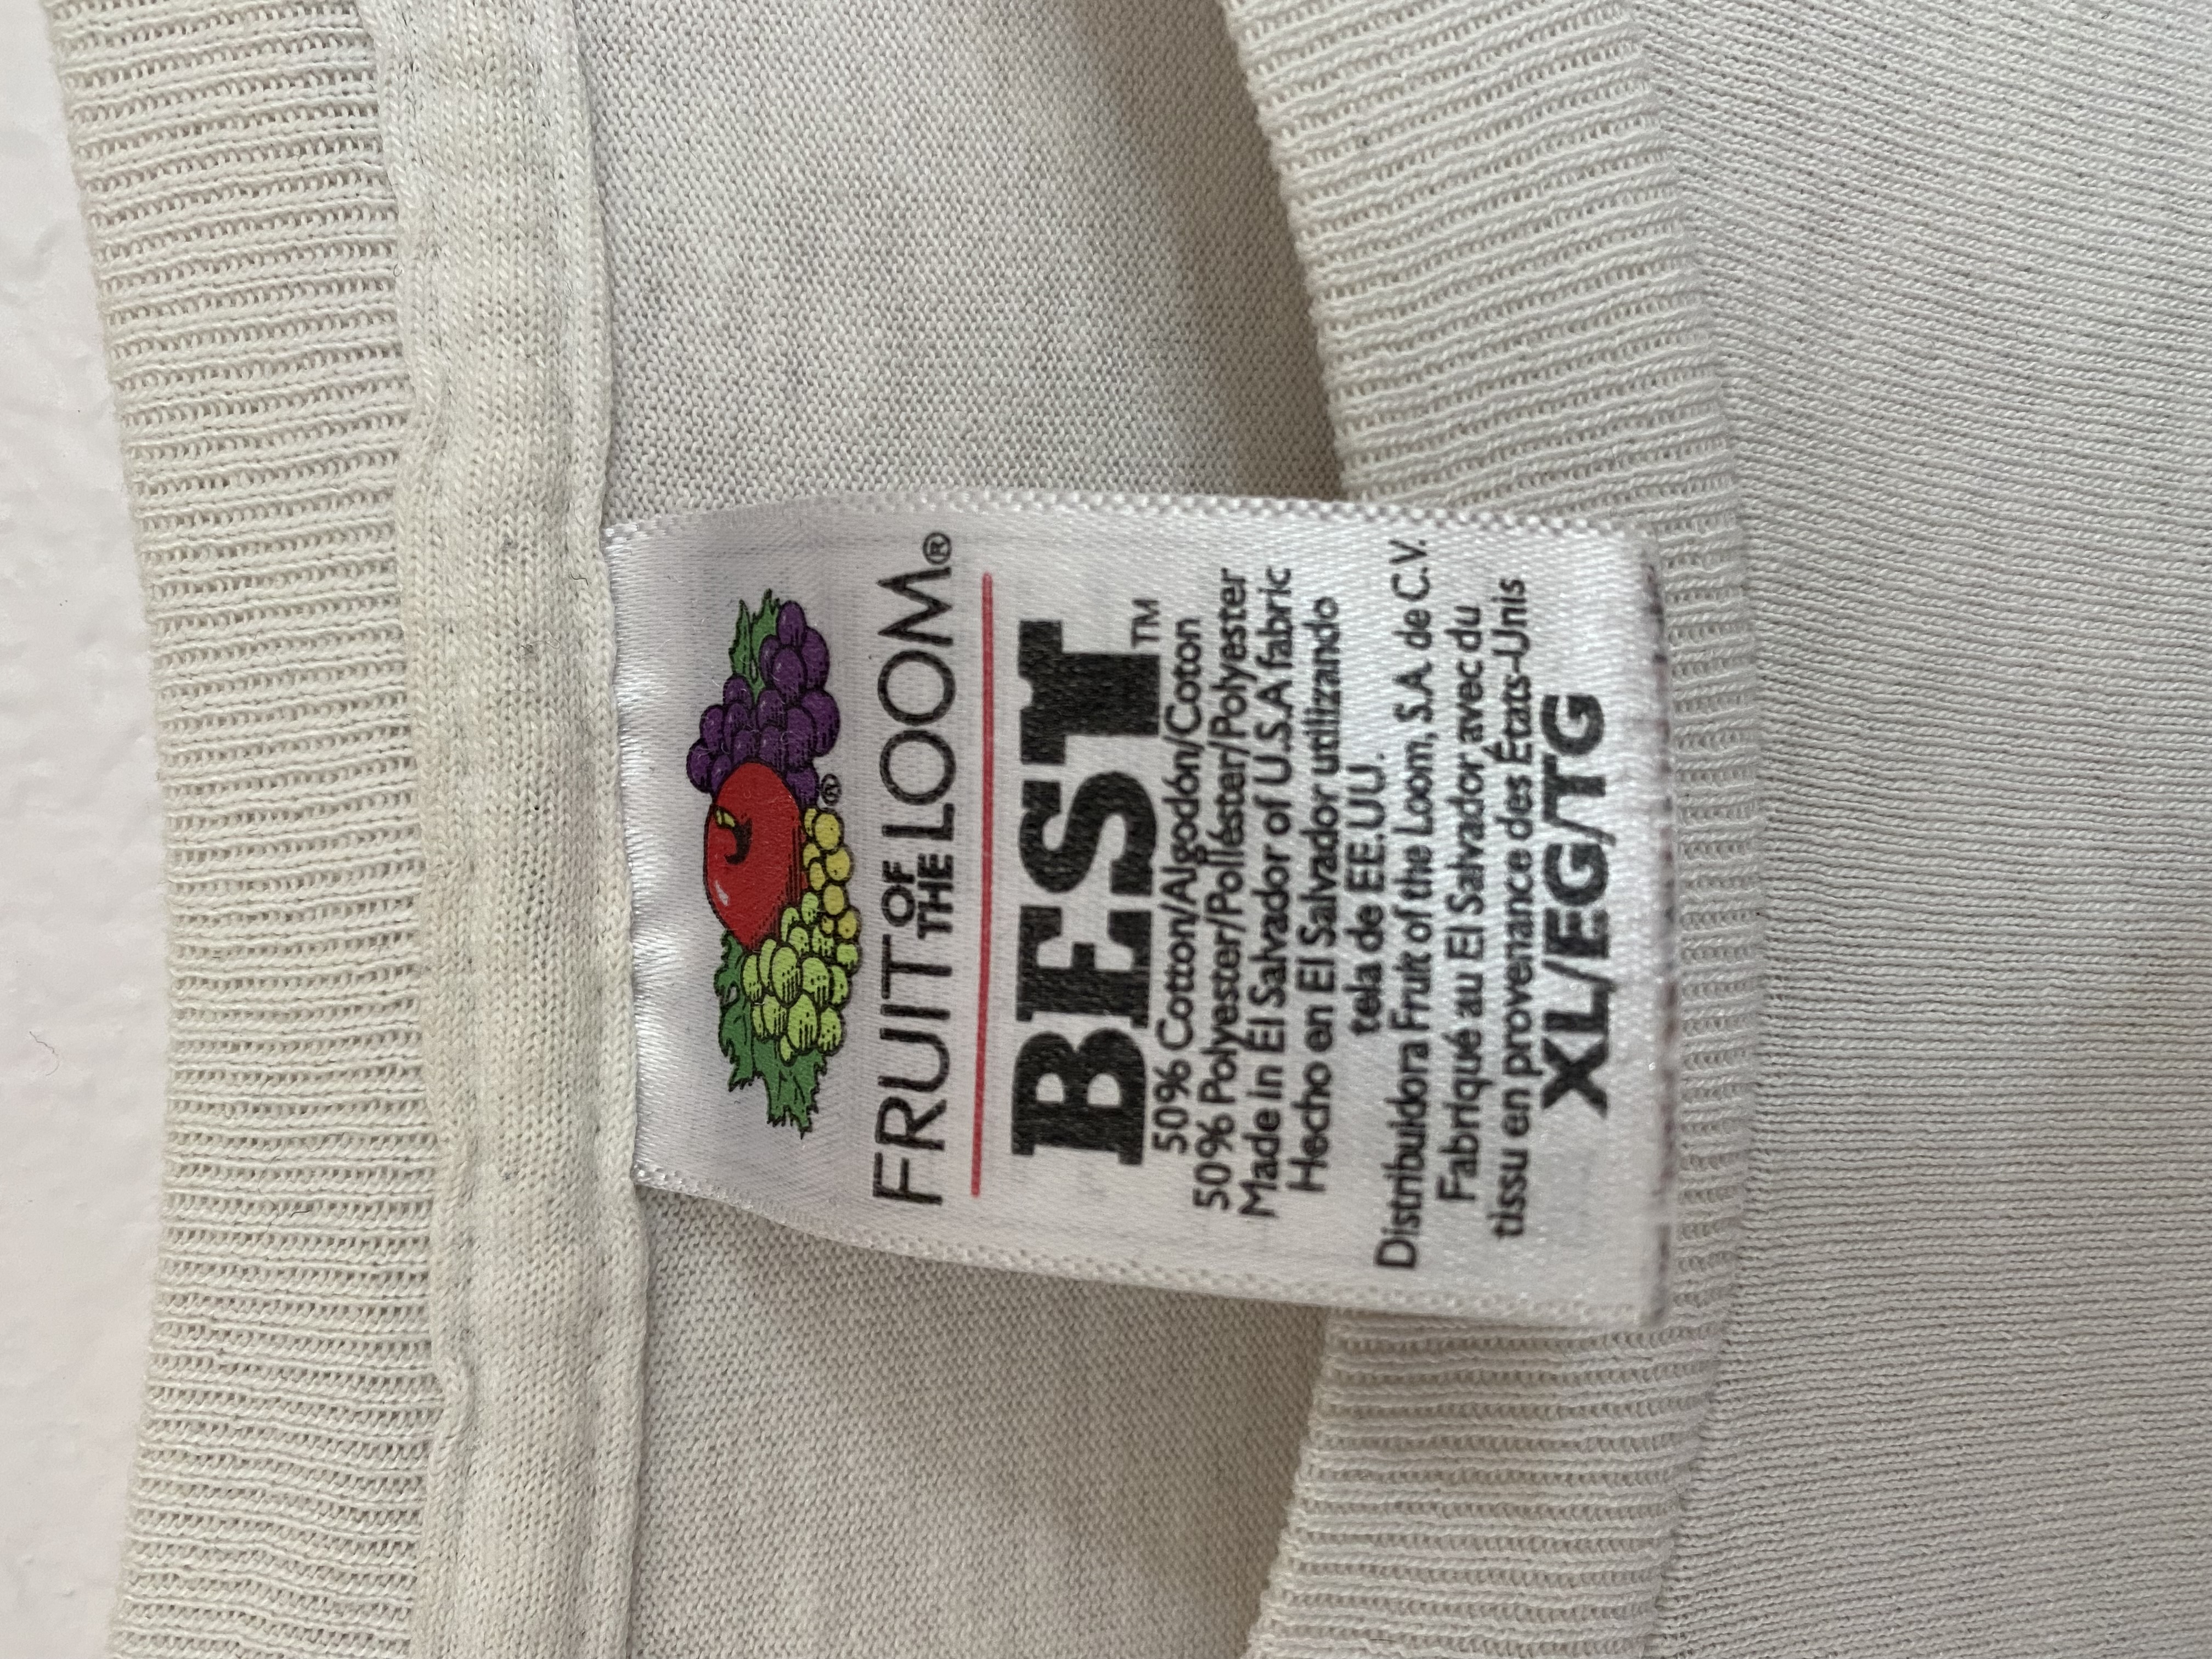 ®
FRUIT OF THE LOOM®
BEST™
50% Cotton/Algodón/Coton
50% Polyester/Poliéster/Polyester
Made in El Salvador of U.S.A fabric
Hecho en El Salvador utilizando
tela de EE.UU.
Distribuidora Fruit of the Loom, S.A. de C.V.
Fabriqué au El Salvador avec du
tissu en provenance des États-Unis
XL/EG/TG